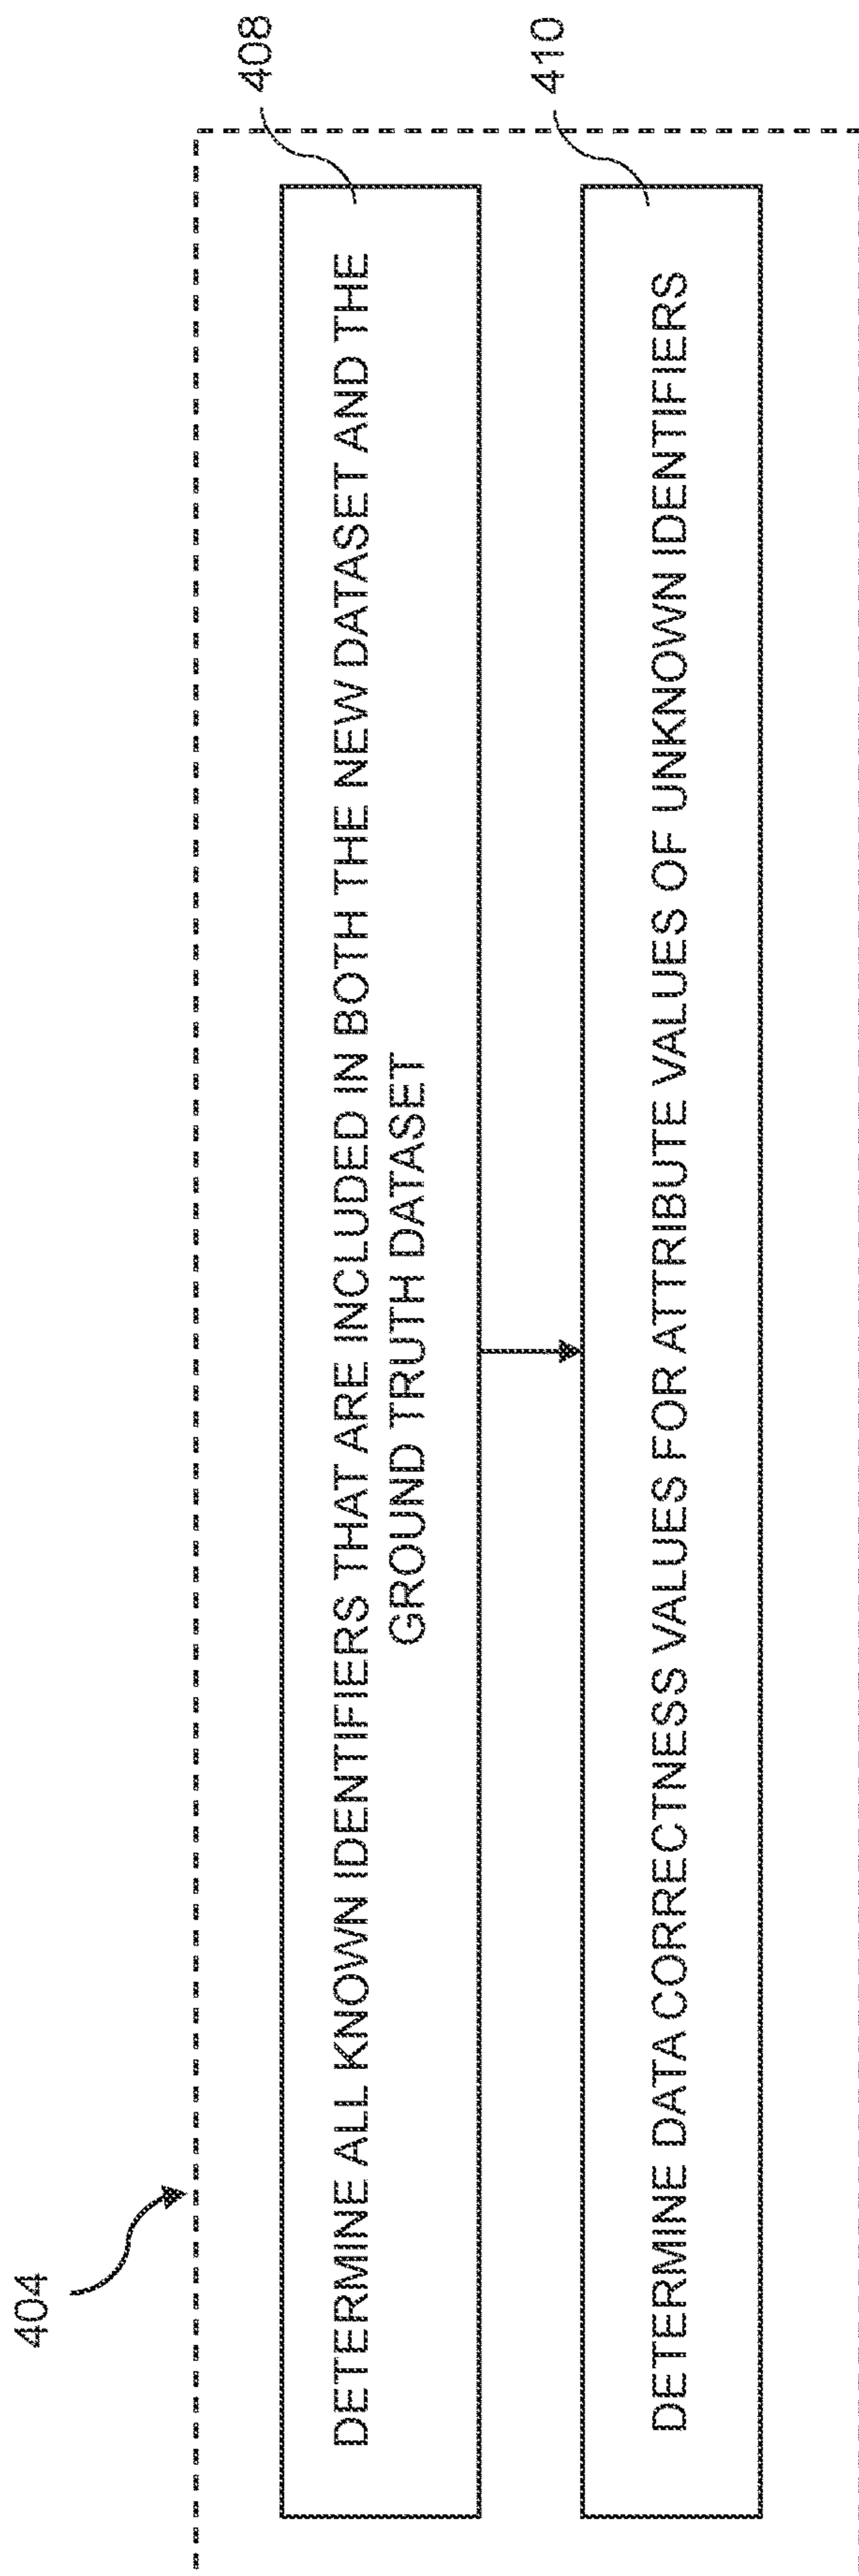 404
408
DETERMINE ALL KNOWN IDENTIFIERS THAT ARE INCLUDED IN BOTH THE NEW DATASET AND THE
GROUND TRUTH DATASET
410
DETERMINE DATA CORRECTNESS VALUES FOR ATTRIBUTE VALUES OF UNKNOWN IDENTIFIERS